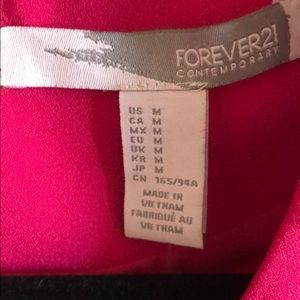 FOREVER21
CONTEMPORARY
US M
CA M
MX M
EU M
UK M
KR M
JP M
CN 165/94A
MADE IN
VIETNAM
FABRIQUÉ AU
VIETNAM